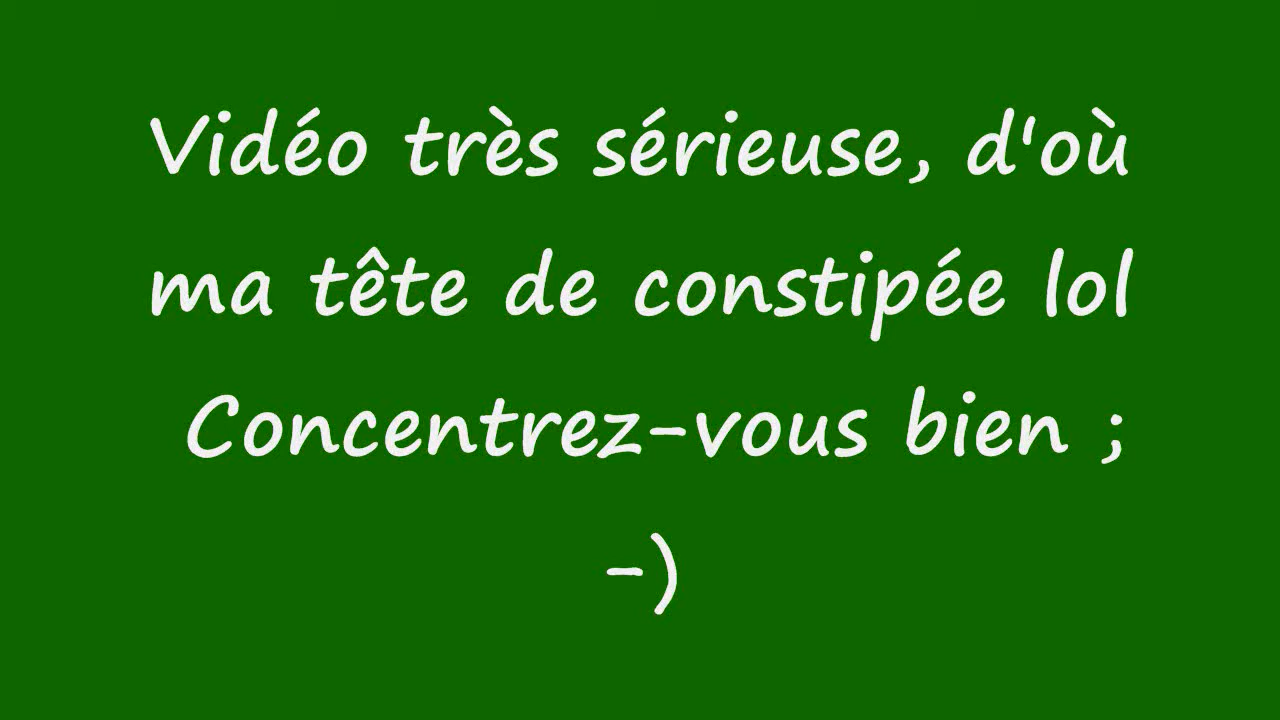 Vidéo très sérieuse, d'où
ma tête de constipée lol
Concentrez-vous bien ;
-)